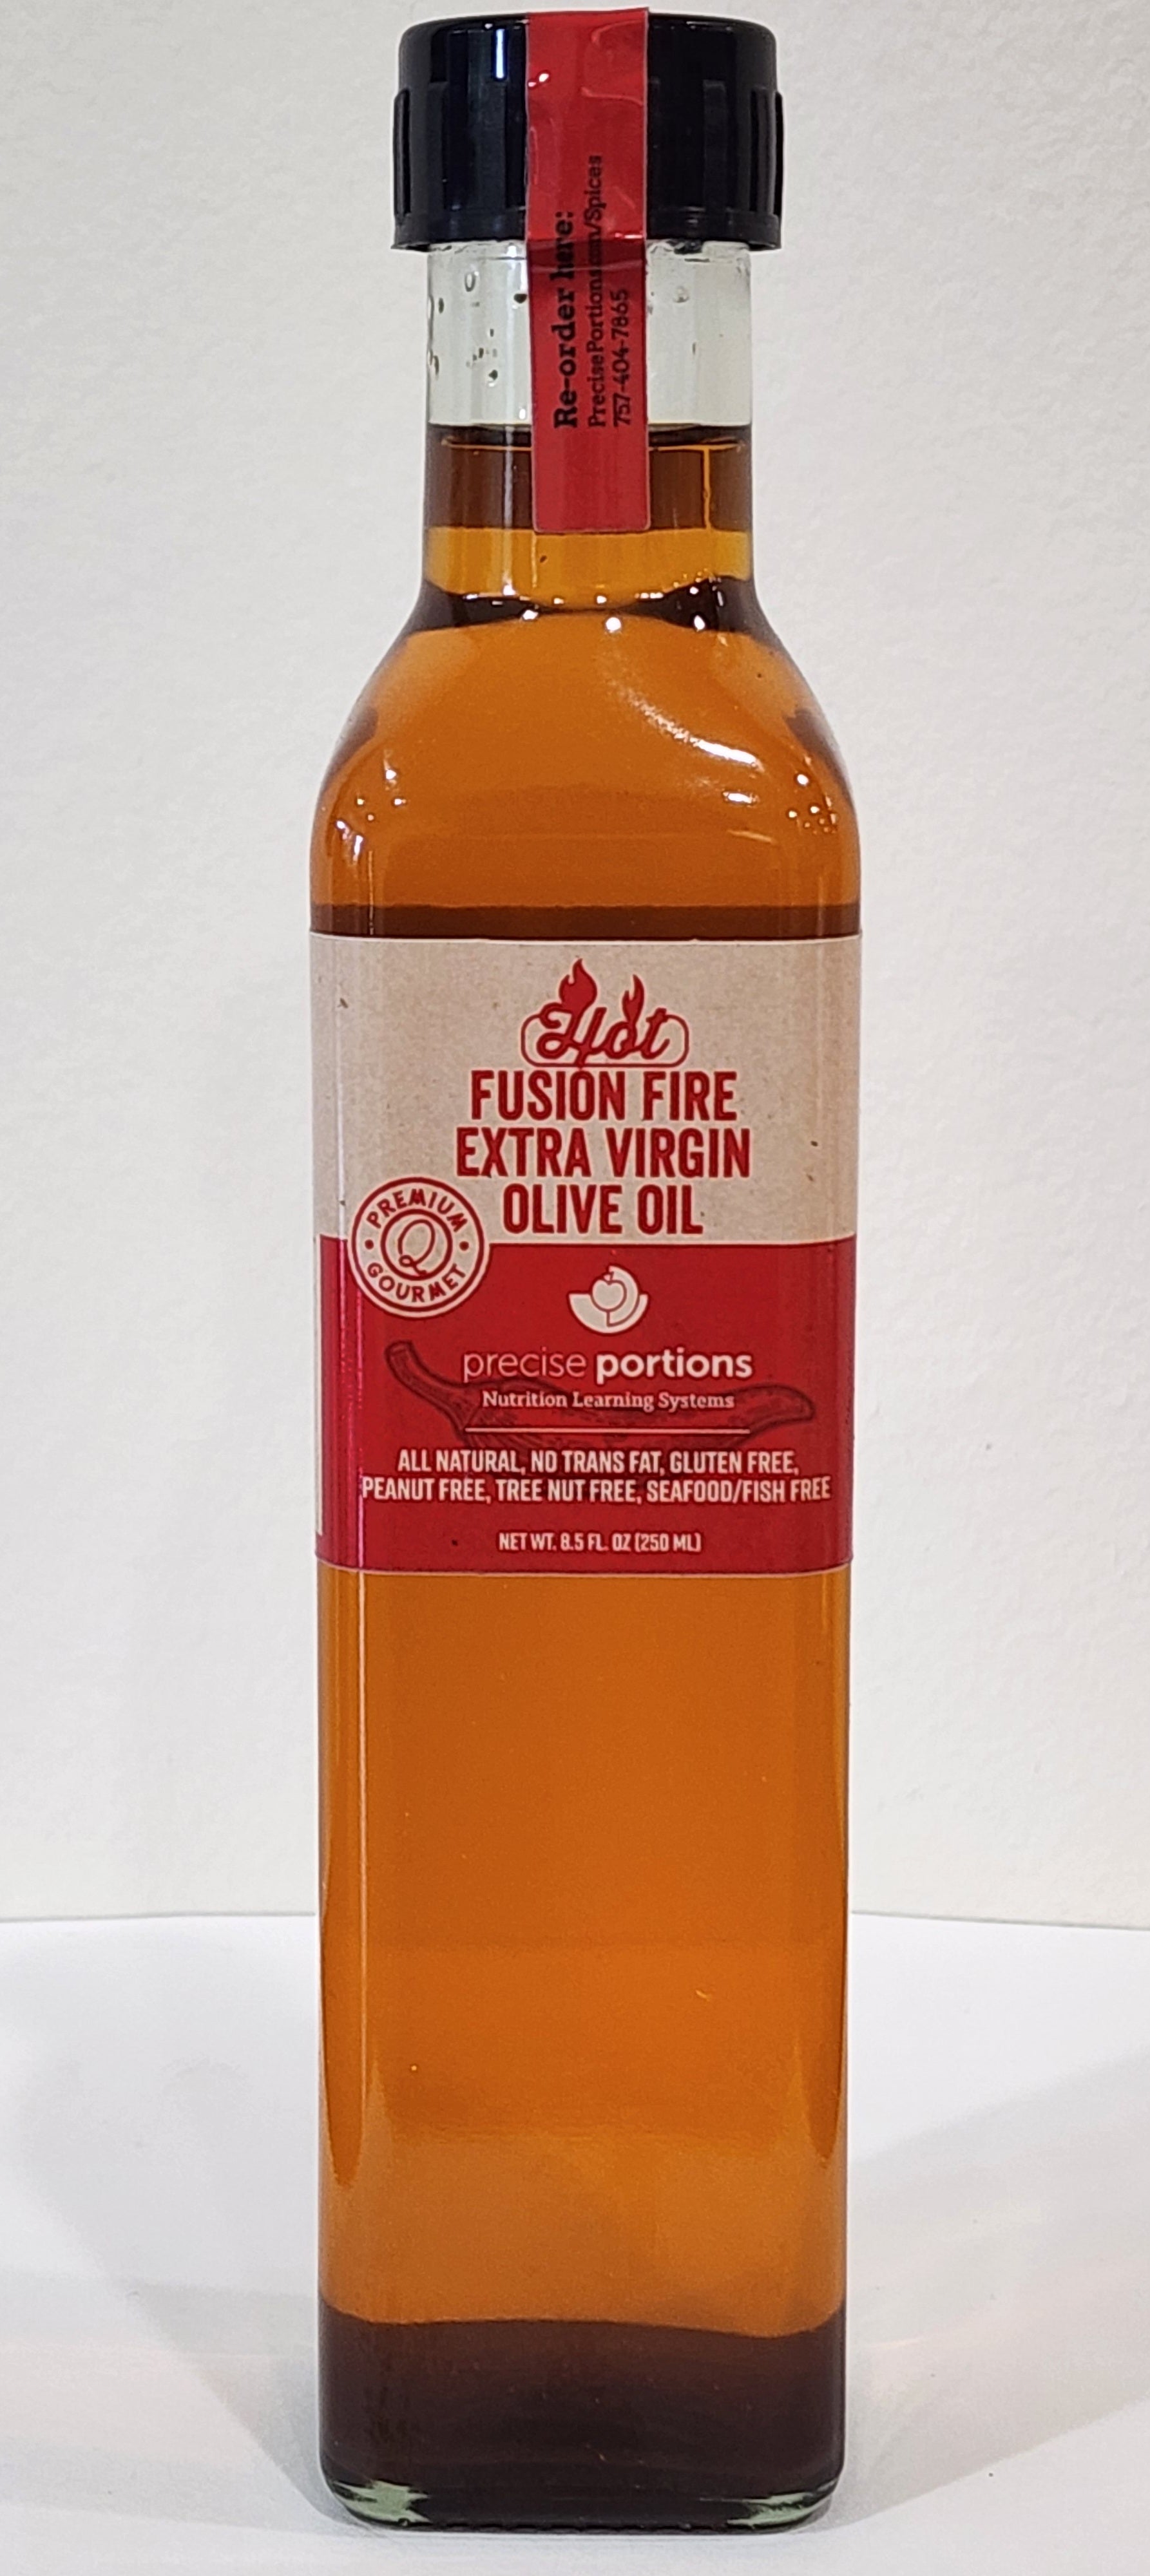 Re-order here:
PrecisePortions.com/Spices
757-404-7865
Hot
FUSION FIRE
EXTRA VIRGIN
OLIVE OIL
PREMIUM
Q
GOURMET
precise portions
Nutrition Learning Systems
ALL NATURAL, NO TRANS FAT, GLUTEN FREE,
PEANUT FREE, TREE NUT FREE, SEAFOOD/FISH FREE
NET WT. 8.5 FL. OZ (250 ML)